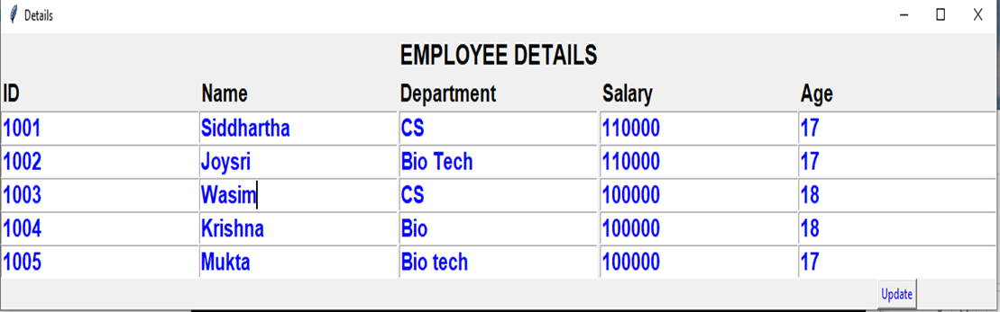 Details
EMPLOYEE DETAILS
ID Name Department Salary Age
1001 Siddhartha CS 110000 17
1002 Joysri Bio Tech 110000 17
1003 Wasim CS 100000 18
1004 Krishna Bio 100000 18
1005 Mukta Bio tech 100000 17
Update